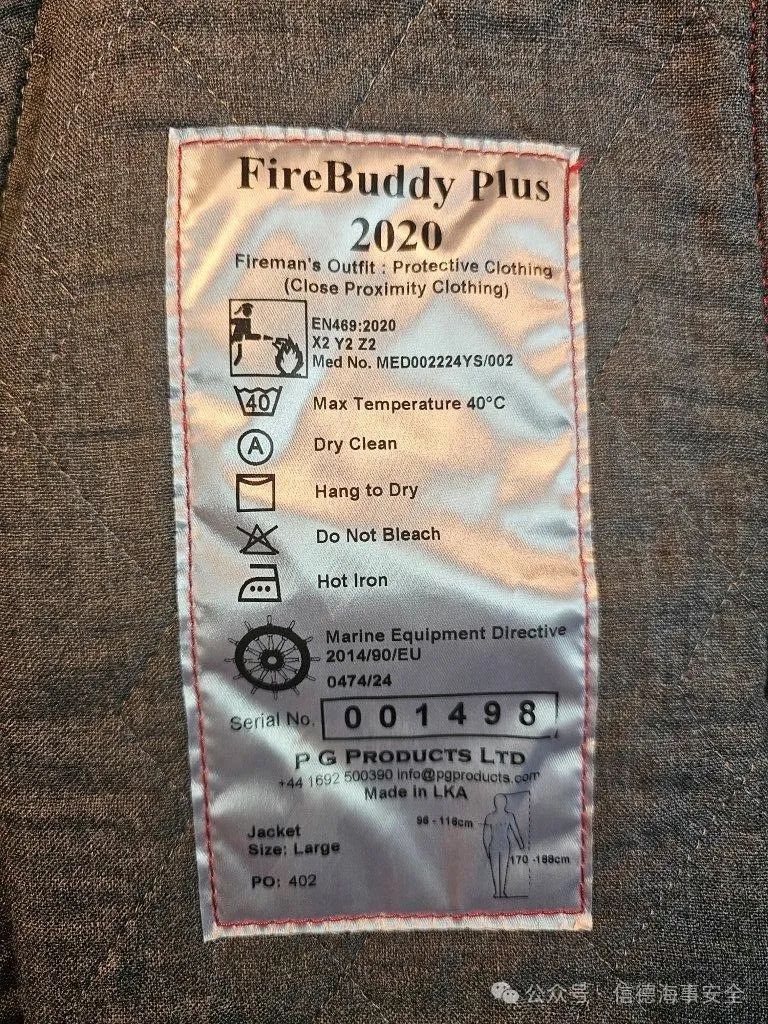 FireBuddy Plus
2020
Fireman's Outfit : Protective Clothing
(Close Proximity Clothing)
EN469:2020
X2 Y2 Z2
Med No. MED002224YS/002
40 Max Temperature 40°C
A Dry Clean
Hang to Dry
Do Not Bleach
Hot Iron
Marine Equipment Directive
2014/90/EU
0474/24
Serial No. 001498
P G PRODUCTS LTD
+44 1692 500390 info@pgproducts.com
Made in LKA
98 - 116cm
170 -188cm
Jacket
Size: Large
PO: 402
公众号 · 信德海事安全